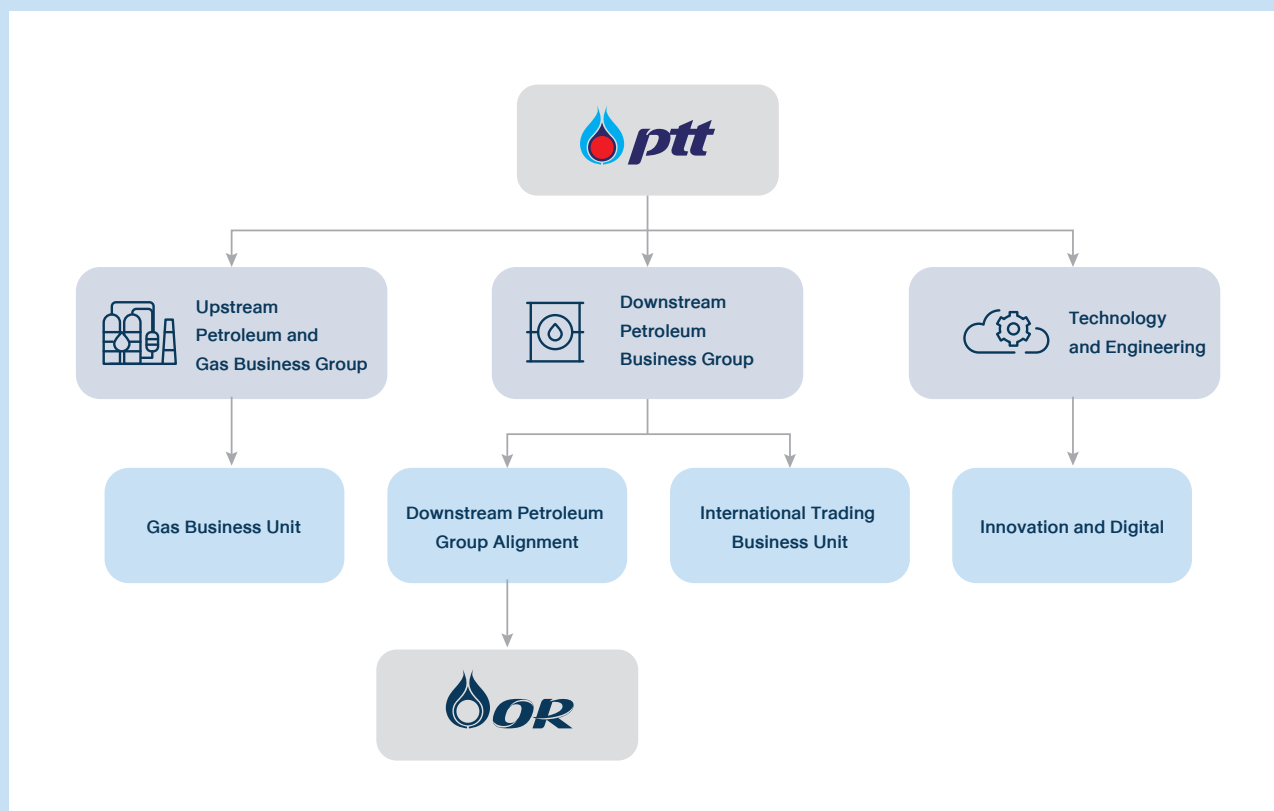 ptt
Upstream
Petroleum and
Gas Business Group
Downstream
Petroleum
Business Group
Technology
and Engineering
Gas Business Unit
Downstream Petroleum
Group Alignment
International Trading
Business Unit
Innovation and Digital
OR